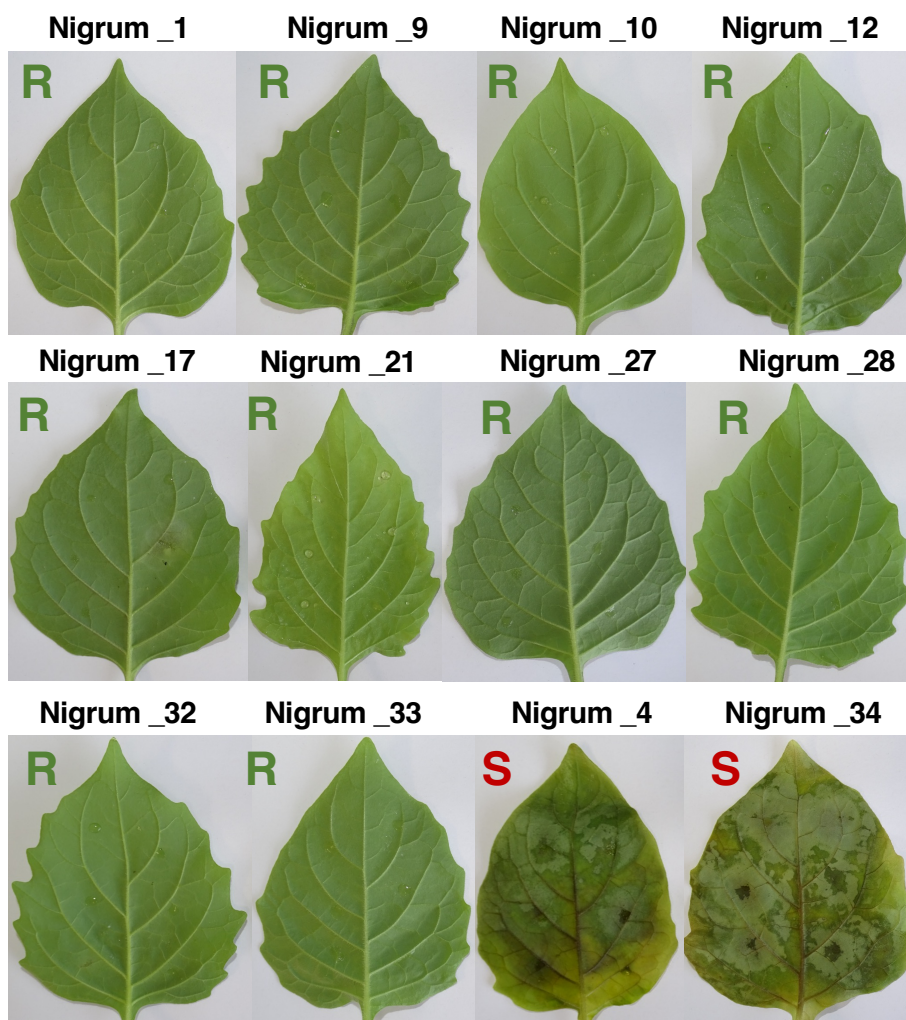 Nigrum _1 Nigrum _9 Nigrum _10 Nigrum _12
R R R R
Nigrum _17 Nigrum _21 Nigrum _27 Nigrum _28
R R R R
Nigrum _32 Nigrum _33 Nigrum _4 Nigrum _34
R R S S